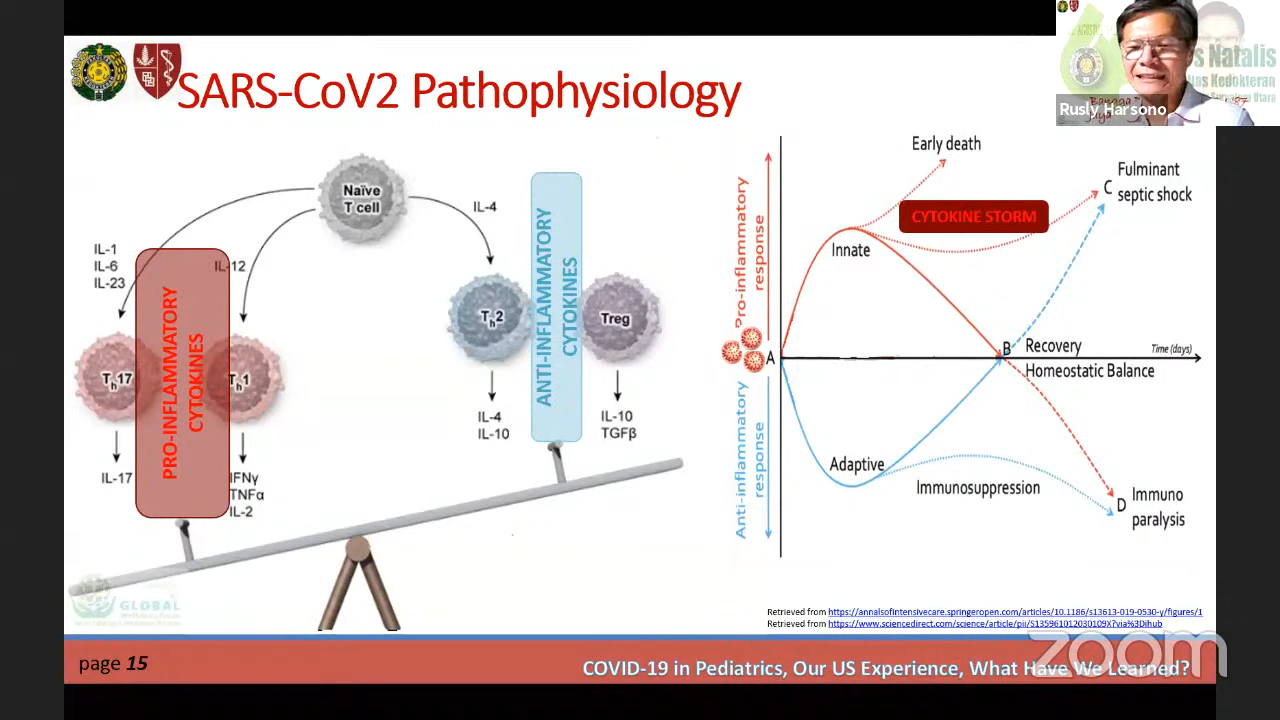 SARS-CoV2 Pathophysiology
s Natalis
as Kedokteran
Rusly Harsono
Naïve
T cell
IL-4
IL-1
IL-6
IL-23
IL-12
PRO-INFLAMMATORY
CYTOKINES
ANTI-INFLAMMATORY
CYTOKINES
Th17
Th1
Th2
Treg
IL-17
IFNγ
TNFα
IL-2
IL-4
IL-10
IL-10
TGFβ
Pro-inflammatory
response
Anti-inflammatory
response
Early death
Fulminant
C septic shock
CYTOKINE STORM
Innate
A
B Recovery
Homeostatic Balance
Time (days)
Adaptive
Immunosuppression
D Immuno
paralysis
GLOBAL
Retrieved from https://annalsofintensivecare.springeropen.com/articles/10.1186/s13613-019-0530-y/figures/1
Retrieved from https://www.sciencedirect.com/science/article/pii/S135961012030109X?via%3Dihub
zoom
page 15
COVID-19 in Pediatrics, Our US Experience, What Have We Learned?